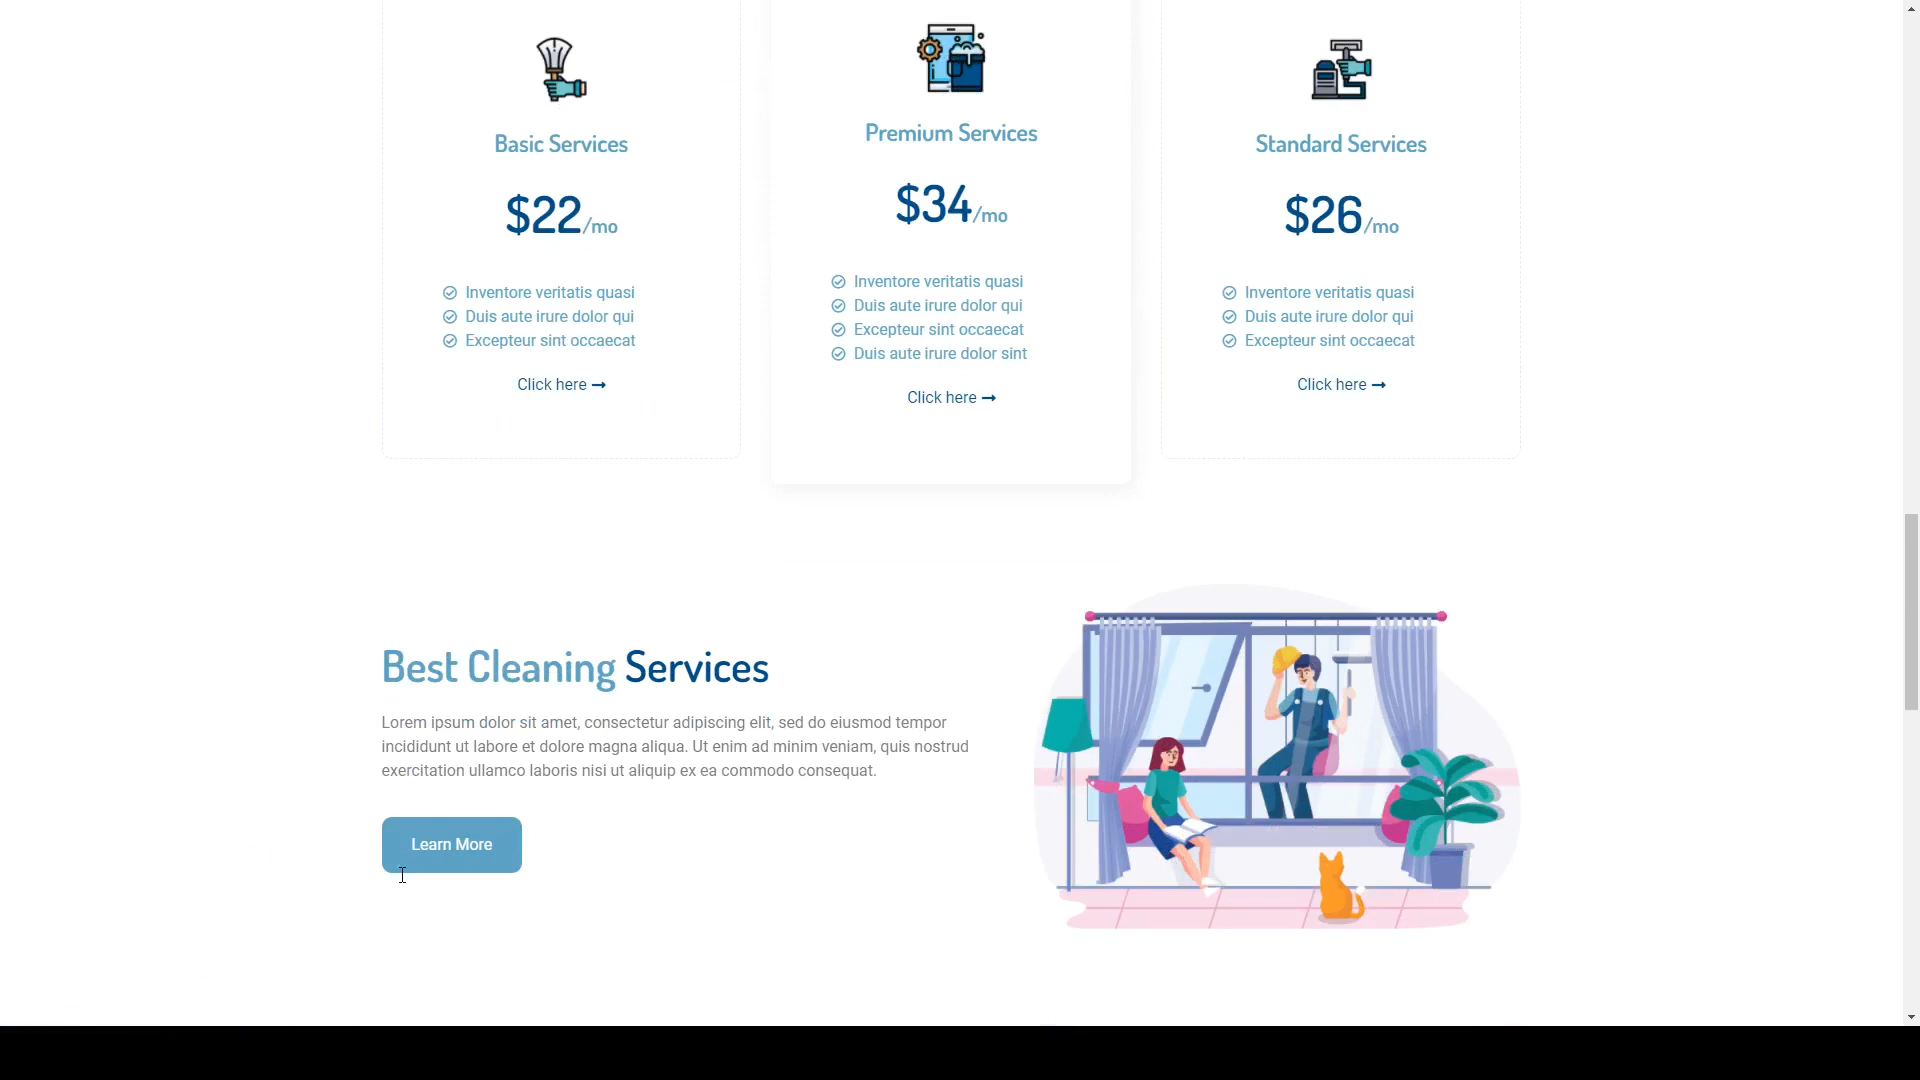 Basic Services
$22/mo
Inventore veritatis quasi
Duis aute irure dolor qui
Excepteur sint occaecat
Click here
Premium Services
$34/mo
Inventore veritatis quasi
Duis aute irure dolor qui
Excepteur sint occaecat
Duis aute irure dolor sint
Click here
Standard Services
$26/mo
Inventore veritatis quasi
Duis aute irure dolor qui
Excepteur sint occaecat
Click here
Best Cleaning Services
Lorem ipsum dolor sit amet, consectetur adipiscing elit, sed do eiusmod tempor
incididunt ut labore et dolore magna aliqua. Ut enim ad minim veniam, quis nostrud
exercitation ullamco laboris nisi ut aliquip ex ea commodo consequat.
Learn More